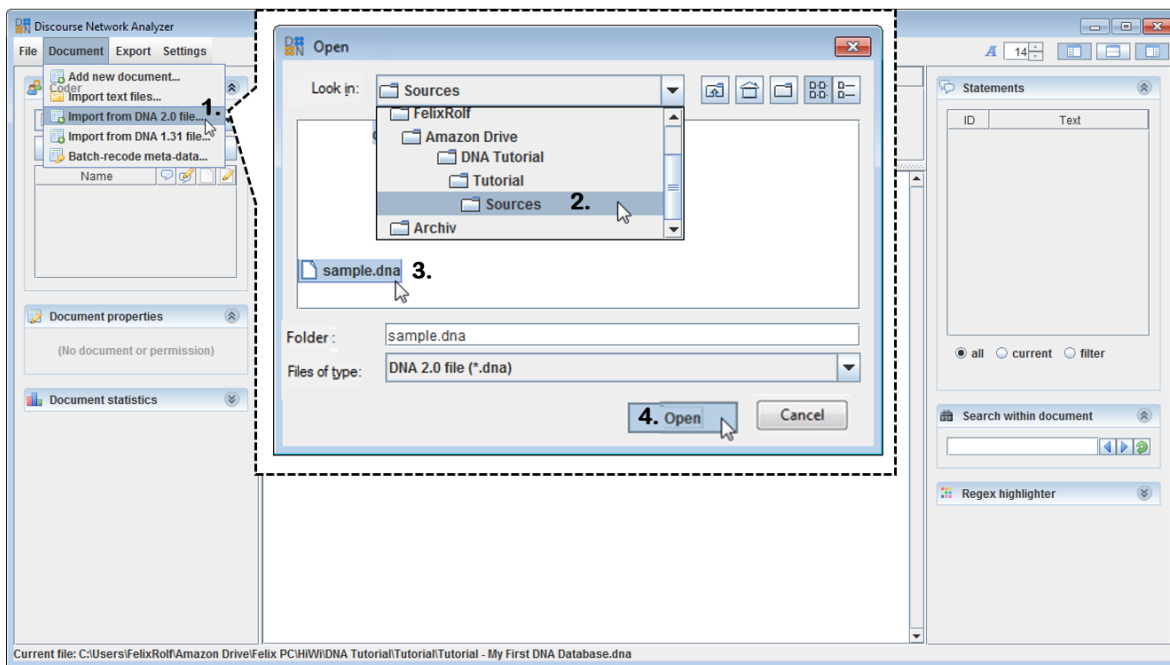 Discourse Network Analyzer
File Document Export Settings
14
Coder
Add new document...
Import text files...
Import from DNA 2.0 file...
1.
Import from DNA 1.31 file...
Batch-recode meta-data...
Name
Document properties
(No document or permission)
Document statistics
Open
Look in:
Sources
FelixRolf
Amazon Drive
DNA Tutorial
Tutorial
Sources
2.
Archiv
sample.dna
3.
Folder :
sample.dna
Files of type:
DNA 2.0 file (*.dna)
4.
Open
Cancel
Statements
ID Text
all current filter
Search within document
Regex highlighter
Current file: C:\Users\FelixRolf\Amazon Drive\Felix PC\HiWi\DNA Tutorial\Tutorial\Tutorial - My First DNA Database.dna